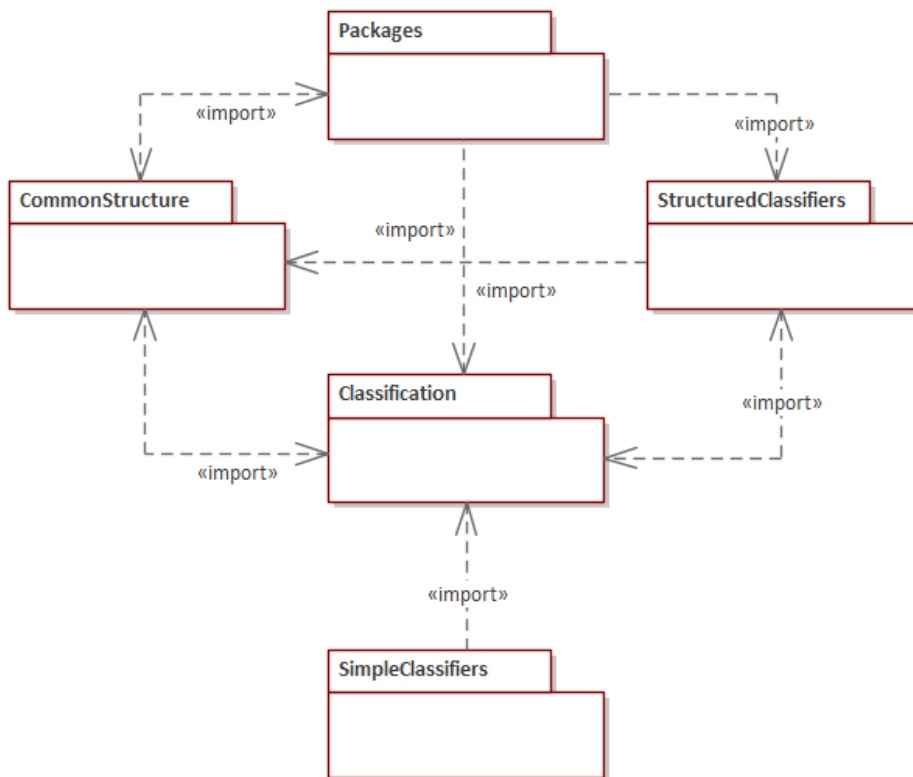 Packages
«import»
«import»
CommonStructure
StructuredClassifiers
«import»
«import»
Classification
«import»
«import»
«import»
SimpleClassifiers